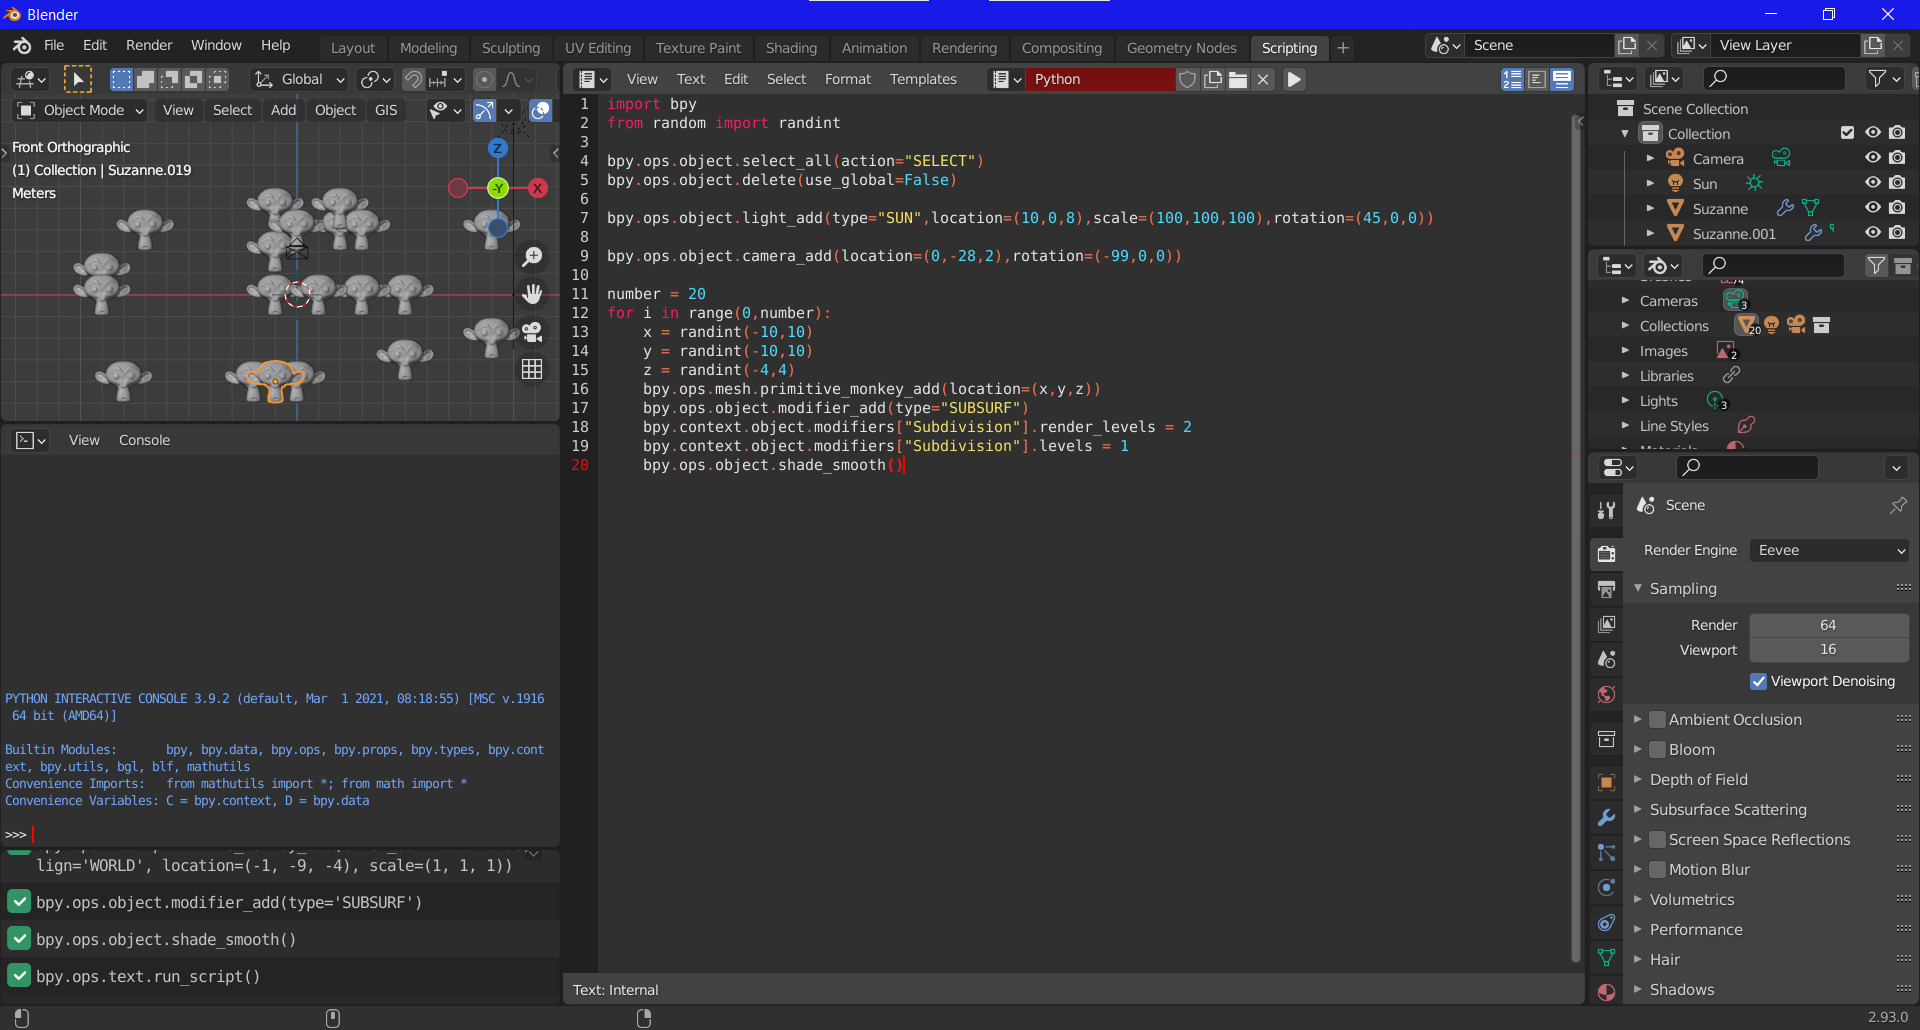 Blender
File Edit Render Window Help Layout Modeling Sculpting UV Editing Texture Paint Shading Animation Rendering Compositing Geometry Nodes Scripting + Scene View Layer
Global
Object Mode View Select Add Object GIS
Front Orthographic
(1) Collection | Suzanne.019
Meters
Z
-Y
X
View Console
PYTHON INTERACTIVE CONSOLE 3.9.2 (default, Mar  1 2021, 08:18:55) [MSC v.1916
 64 bit (AMD64)]
Builtin Modules:       bpy, bpy.data, bpy.ops, bpy.props, bpy.types, bpy.cont
ext, bpy.utils, bgl, blf, mathutils
Convenience Imports:   from mathutils import *; from math import *
Convenience Variables: C = bpy.context, D = bpy.data
>>>
lign='WORLD', location=(-1, -9, -4), scale=(1, 1, 1))
bpy.ops.object.modifier_add(type='SUBSURF')
bpy.ops.object.shade_smooth()
bpy.ops.text.run_script()
View Text Edit Select Format Templates Python
1 import bpy
2 from random import randint
3
4 bpy.ops.object.select_all(action="SELECT")
5 bpy.ops.object.delete(use_global=False)
6
7 bpy.ops.object.light_add(type="SUN",location=(10,0,8),scale=(100,100,100),rotation=(45,0,0))
8
9 bpy.ops.object.camera_add(location=(0,-28,2),rotation=(-99,0,0))
10
11 number = 20
12 for i in range(0,number):
13     x = randint(-10,10)
14     y = randint(-10,10)
15     z = randint(-4,4)
16     bpy.ops.mesh.primitive_monkey_add(location=(x,y,z))
17     bpy.ops.object.modifier_add(type="SUBSURF")
18     bpy.context.object.modifiers["Subdivision"].render_levels = 2
19     bpy.context.object.modifiers["Subdivision"].levels = 1
20     bpy.ops.object.shade_smooth()
Text: Internal
Scene Collection
Collection
Camera
Sun
Suzanne
Suzanne.001
Cameras 3
Collections 20
Images 2
Libraries
Lights 3
Line Styles
Scene
Render Engine Eevee
Sampling
Render 64
Viewport 16
Viewport Denoising
Ambient Occlusion
Bloom
Depth of Field
Subsurface Scattering
Screen Space Reflections
Motion Blur
Volumetrics
Performance
Hair
Shadows
2.93.0